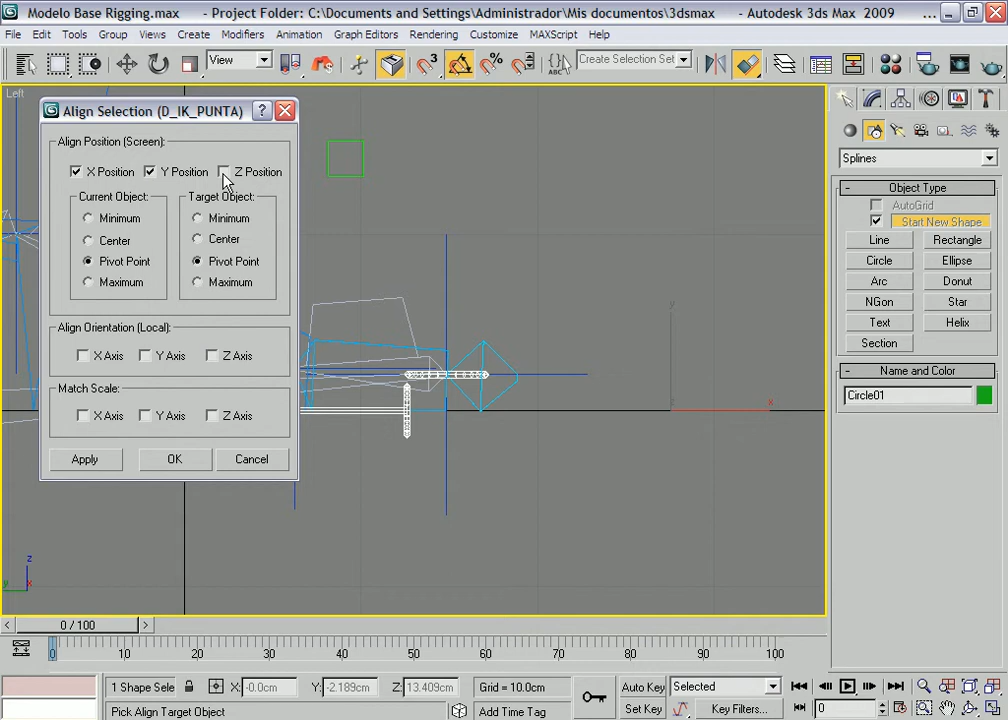 Modelo Base Rigging.max - Project Folder: C:\Documents and Settings\Administrador\Mis documentos\3dsmax - Autodesk 3ds Max 2009
File Edit Tools Group Views Create Modifiers Animation Graph Editors Rendering Customize MAXScript Help
View Create Selection Set
Left
Align Selection (D_IK_PUNTA) ?
Align Position (Screen):
X Position Y Position Z Position
Current Object: Target Object:
Minimum Minimum
Center Center
Pivot Point Pivot Point
Maximum Maximum
Align Orientation (Local):
X Axis Y Axis Z Axis
Match Scale:
X Axis Y Axis Z Axis
Apply OK Cancel
Splines
- Object Type
AutoGrid
Start New Shape
Line Rectangle
Circle Ellipse
Arc Donut
NGon Star
Text Helix
Section
- Name and Color
Circle01
y
x
z
z
y x
< 0 / 100 >
0 10 20 30 40 50 60 70 80 90 100
1 Shape Sele X: -0.0cm Y: -2.189cm Z: 13.409cm Grid = 10.0cm Auto Key Selected
Pick Align Target Object Add Time Tag Set Key Key Filters... 0